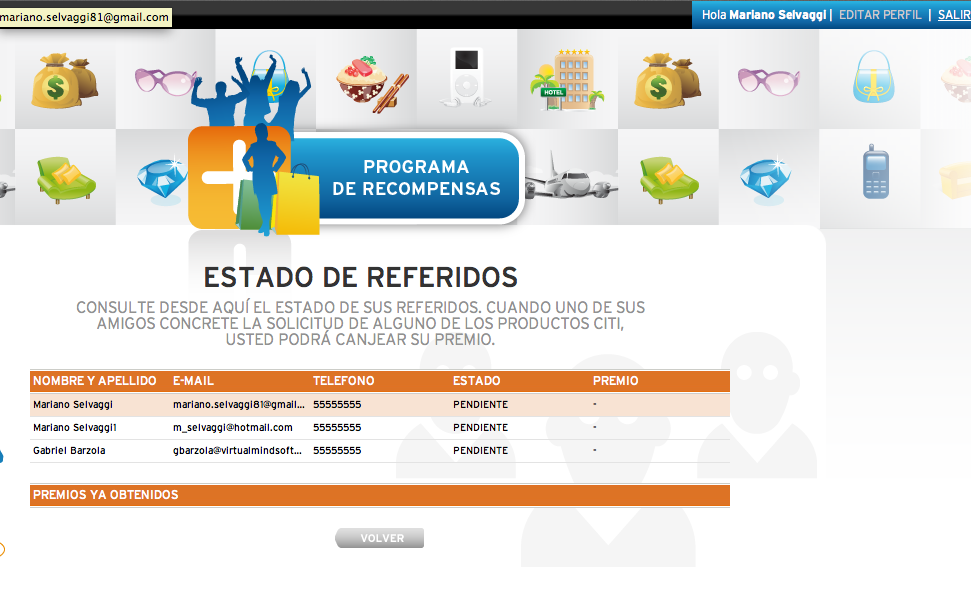 mariano.selvaggi81@gmail.com
Hola Mariano Selvaggi | EDITAR PERFIL | SALIR
HOTEL
PROGRAMA
DE RECOMPENSAS
ESTADO DE REFERIDOS
CONSULTE DESDE AQUÍ EL ESTADO DE SUS REFERIDOS. CUANDO UNO DE SUS
AMIGOS CONCRETE LA SOLICITUD DE ALGUNO DE LOS PRODUCTOS CITI,
USTED PODRÁ CANJEAR SU PREMIO.
NOMBRE Y APELLIDO E-MAIL TELEFONO ESTADO PREMIO
Mariano Selvaggi mariano.selvaggi81@gmail... 55555555 PENDIENTE -
Mariano Selvaggi1 m_selvaggi@hotmail.com 55555555 PENDIENTE -
Gabriel Barzola gbarzola@virtualmindsoft... 55555555 PENDIENTE -
PREMIOS YA OBTENIDOS
VOLVER